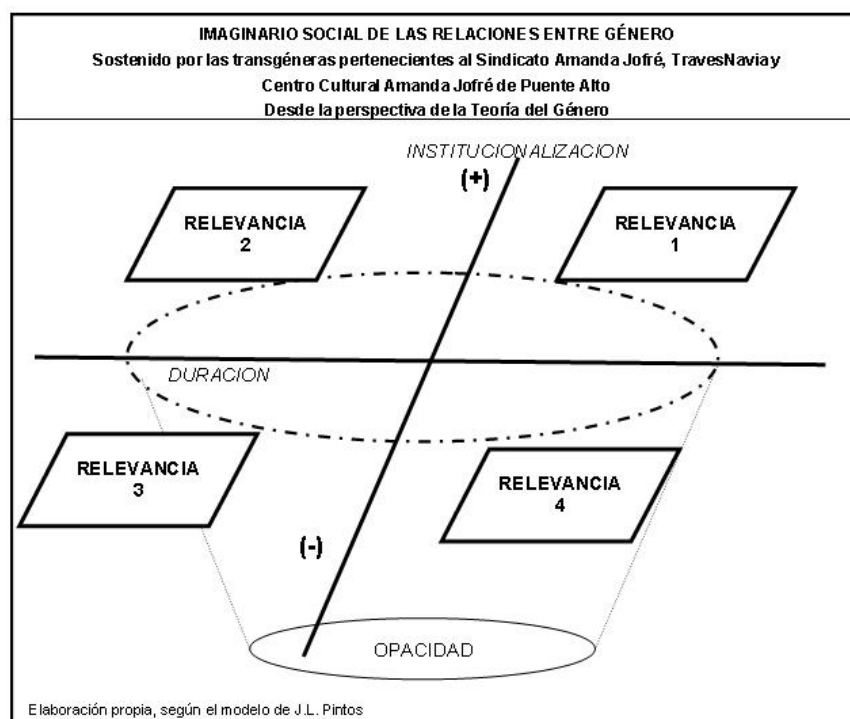 IMAGINARIO SOCIAL DE LAS RELACIONES ENTRE GÉNERO
Sostenido por las transgéneras pertenecientes al Sindicato Amanda Jofré, TravesNavia y
Centro Cultural Amanda Jofré de Puente Alto
Desde la perspectiva de la Teoría del Género
INSTITUCIONALIZACION
(+)
RELEVANCIA
2
RELEVANCIA
1
DURACION
RELEVANCIA
3
RELEVANCIA
4
(-)
OPACIDAD
Elaboración propia, según el modelo de J.L. Pintos